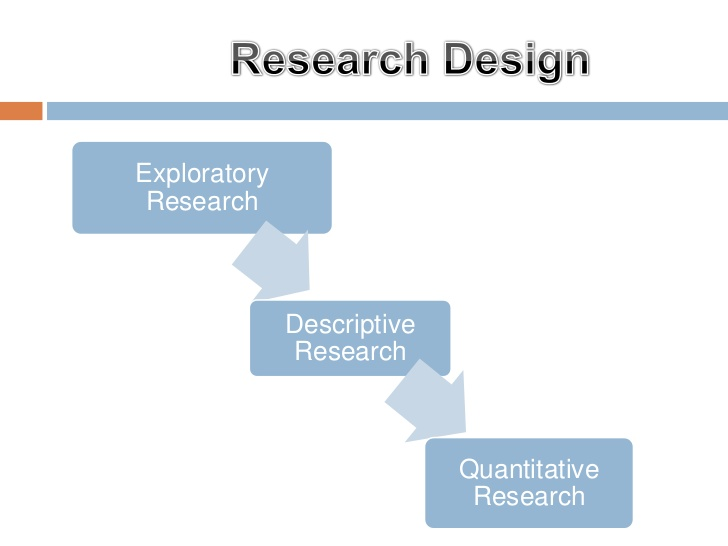 Research Design
Exploratory
Research
Descriptive
Research
Quantitative
Research